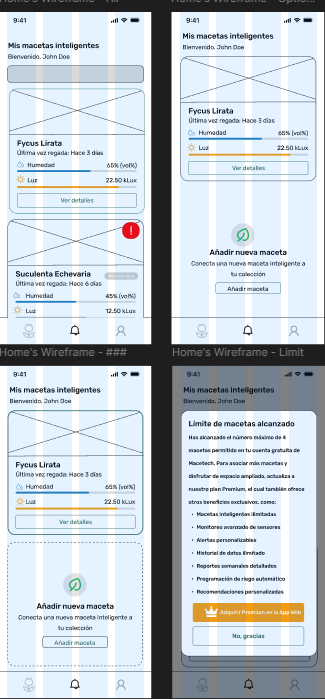 Home's Wireframe - All
9:41
Mis macetas inteligentes
Bienvenido, John Doe
Fycus Lirata
Última vez regada: Hace 3 días
Humedad 65% (vol%)
Luz 22.50 kLux
Ver detalles
!
Suculenta Echevaria
Última vez regada: Hace 6 días
Humedad 45% (vol%)
Luz 12.50 kLux
Home's Wireframe - Optio...
9:41
Mis macetas inteligentes
Bienvenido, John Doe
Fycus Lirata
Última vez regada: Hace 3 días
Humedad 65% (vol%)
Luz 22.50 kLux
Ver detalles
Añadir nueva maceta
Conecta una nueva maceta inteligente a
tu colección
Añadir maceta
Home's Wireframe - ###
9:41
Mis macetas inteligentes
Bienvenido, John Doe
Fycus Lirata
Última vez regada: Hace 3 días
Humedad 65% (vol%)
Luz 22.50 kLux
Ver detalles
Añadir nueva maceta
Conecta una nueva maceta inteligente a
tu colección
Añadir maceta
Home's Wireframe - Limit
9:41
Mis macetas inteligentes
Bienvenido, John Doe
Límite de macetas alcanzado
Has alcanzado el número máximo de 4
macetas permitido en tu cuenta gratuita de
Macetech. Para asociar más macetas y
disfrutar de espacio ampliado, actualiza a
nuestro plan Premium, el cual también ofrece
otros beneficios exclusivos, como:
• Macetas inteligentes ilimitadas
• Monitoreo avanzado de sensores
• Alertas personalizables
• Historial de datos ilimitado
• Reportes semanales detallados
• Programación de riego automático
• Recomendaciones personalizadas
Adquirir Premium en la App Web
No, gracias